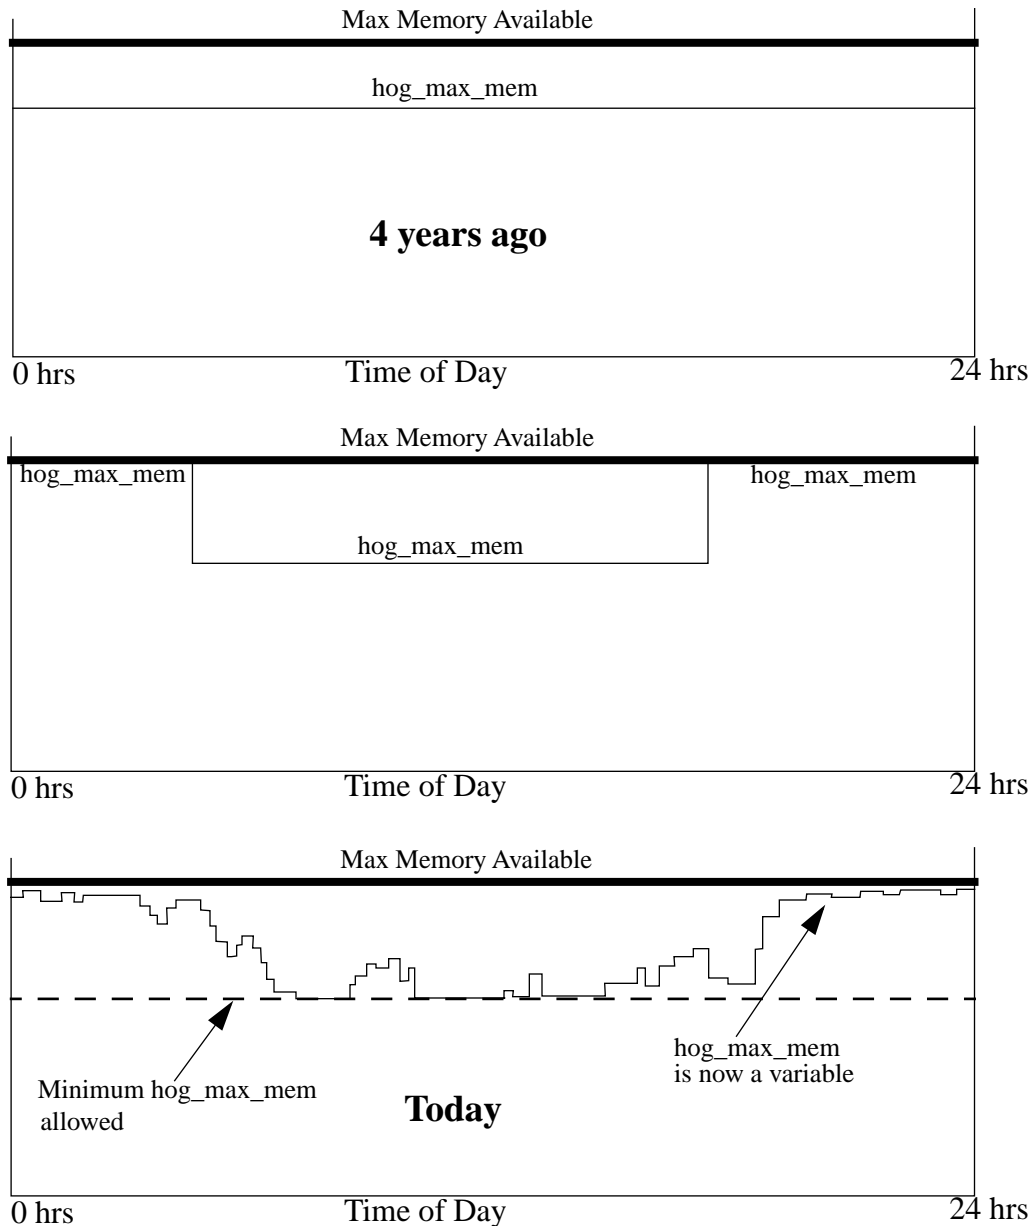 Max Memory Available
hog_max_mem
4 years ago
0 hrs
Time of Day
24 hrs
Max Memory Available
hog_max_mem
hog_max_mem
hog_max_mem
0 hrs
Time of Day
24 hrs
Max Memory Available
hog_max_mem
is now a variable
Minimum hog_max_mem
allowed
Today
0 hrs
Time of Day
24 hrs